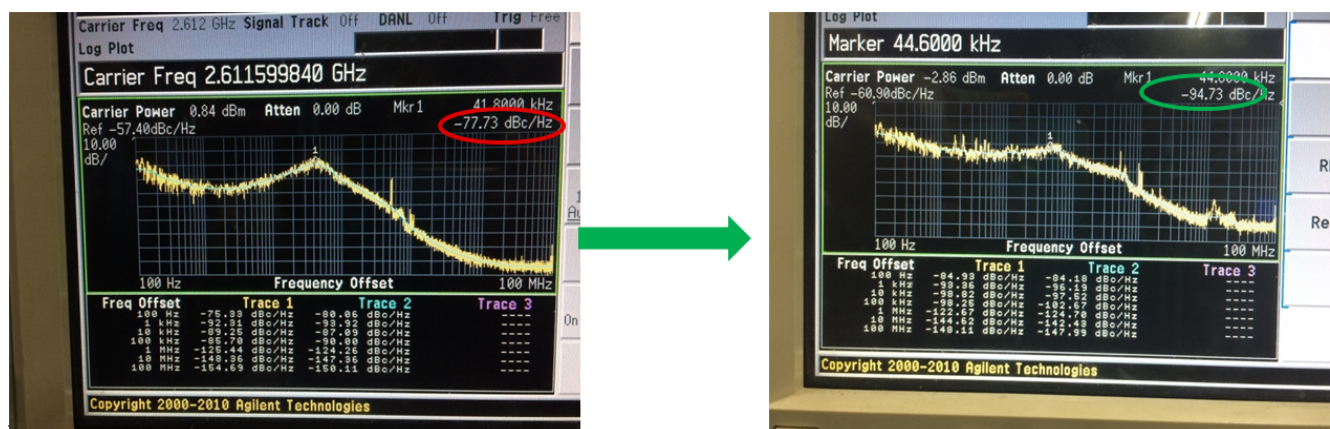 Carrier Freq 2.612 GHz Signal Track Off DANL Off Trig Free
Log Plot
Carrier Freq 2.611599840 GHz
Carrier Power 0.84 dBm Atten 0.00 dB Mkr1 41.8000 kHz
Ref -57.40dBc/Hz -77.73 dBc/Hz
10.00
dB/
1
100 Hz Frequency Offset 100 MHz
Freq Offset Trace 1 Trace 2 Trace 3
100 Hz -75.33 dBc/Hz -80.06 dBc/Hz ----
1 kHz -92.31 dBc/Hz -93.92 dBc/Hz ----
10 kHz -89.25 dBc/Hz -87.09 dBc/Hz ----
100 kHz -85.70 dBc/Hz -90.00 dBc/Hz ----
1 MHz -125.44 dBc/Hz -124.26 dBc/Hz ----
10 MHz -148.36 dBc/Hz -147.36 dBc/Hz ----
100 MHz -154.69 dBc/Hz -150.11 dBc/Hz ----
On
Copyright 2000-2010 Agilent Technologies
Log Plot
Marker 44.6000 kHz
Carrier Power -2.86 dBm Atten 0.00 dB Mkr1 44.6000 kHz
Ref -60.90dBc/Hz -94.73 dBc/Hz
10.00
dB/
1
100 Hz Frequency Offset 100 MHz
Freq Offset Trace 1 Trace 2 Trace 3
100 Hz -84.93 dBc/Hz -84.18 dBc/Hz ----
1 kHz -93.36 dBc/Hz -96.19 dBc/Hz ----
10 kHz -98.02 dBc/Hz -97.52 dBc/Hz ----
100 kHz -98.25 dBc/Hz -102.67 dBc/Hz ----
1 MHz -122.67 dBc/Hz -124.70 dBc/Hz ----
10 MHz -144.62 dBc/Hz -142.43 dBc/Hz ----
100 MHz -148.11 dBc/Hz -147.99 dBc/Hz ----
Re
Copyright 2000-2010 Agilent Technologies